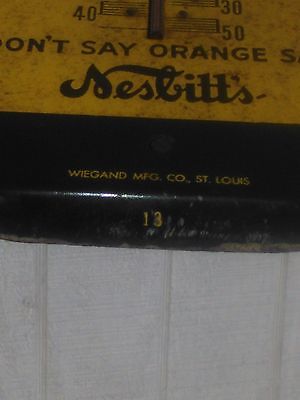 40 30
50
DON'T SAY ORANGE SA
Nesbitt's
WIEGAND MFG. CO., ST. LOUIS
13